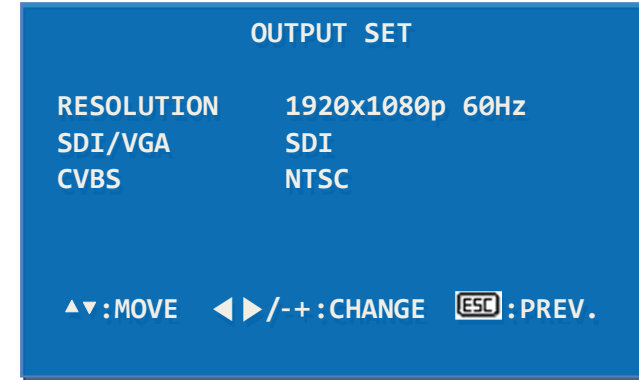 OUTPUT SET
RESOLUTION 1920x1080p 60Hz
SDI/VGA SDI
CVBS NTSC
▲▼:MOVE ◀▶/-+:CHANGE ESC:PREV.